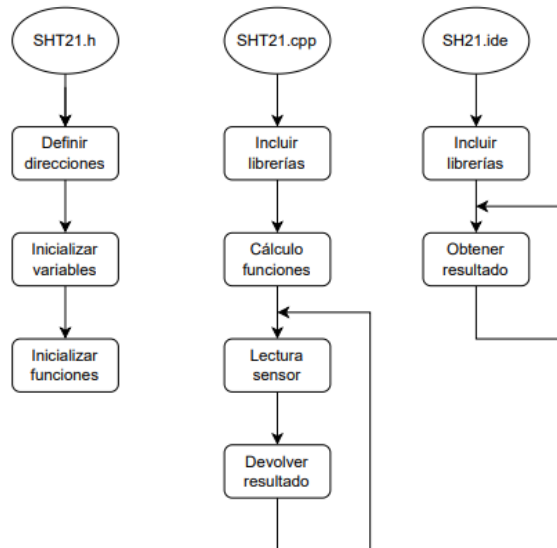 SHT21.h
Definir
direcciones
Inicializar
variables
Inicializar
funciones
SHT21.cpp
Incluir
librerías
Cálculo
funciones
Lectura
sensor
Devolver
resultado
SH21.ide
Incluir
librerías
Obtener
resultado